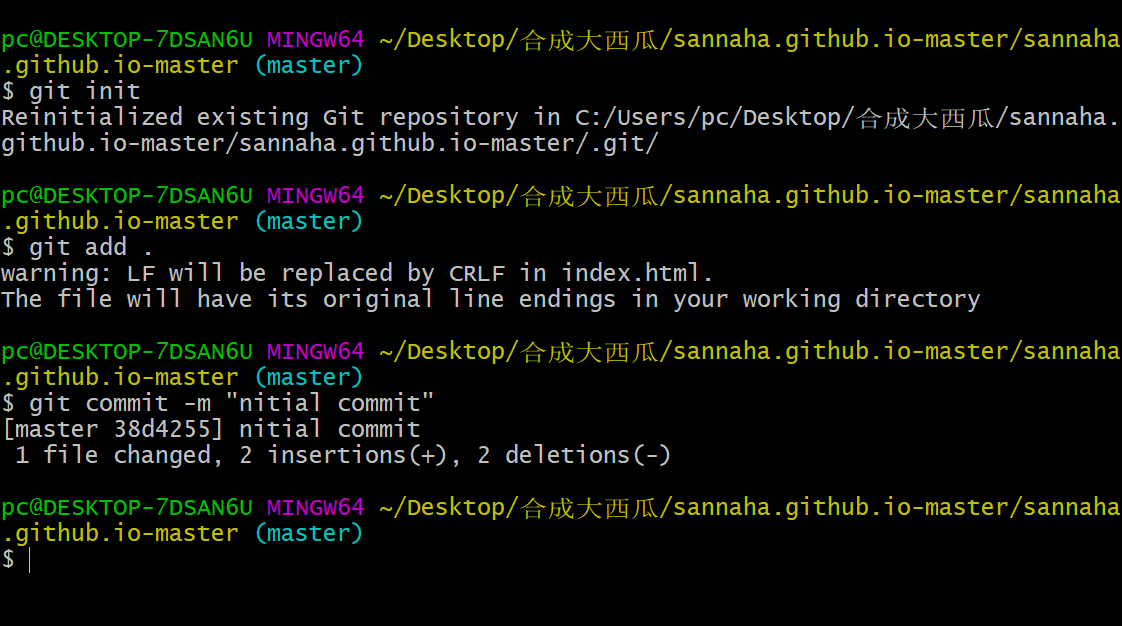 pc@DESKTOP-7DSAN6U MINGW64 ~/Desktop/合成大西瓜/sannaha.github.io-master/sannaha
.github.io-master (master)
$ git init
Reinitialized existing Git repository in C:/Users/pc/Desktop/合成大西瓜/sannaha.
github.io-master/sannaha.github.io-master/.git/
pc@DESKTOP-7DSAN6U MINGW64 ~/Desktop/合成大西瓜/sannaha.github.io-master/sannaha
.github.io-master (master)
$ git add .
warning: LF will be replaced by CRLF in index.html.
The file will have its original line endings in your working directory
pc@DESKTOP-7DSAN6U MINGW64 ~/Desktop/合成大西瓜/sannaha.github.io-master/sannaha
.github.io-master (master)
$ git commit -m "nitial commit"
[master 38d4255] nitial commit
 1 file changed, 2 insertions(+), 2 deletions(-)
pc@DESKTOP-7DSAN6U MINGW64 ~/Desktop/合成大西瓜/sannaha.github.io-master/sannaha
.github.io-master (master)
$